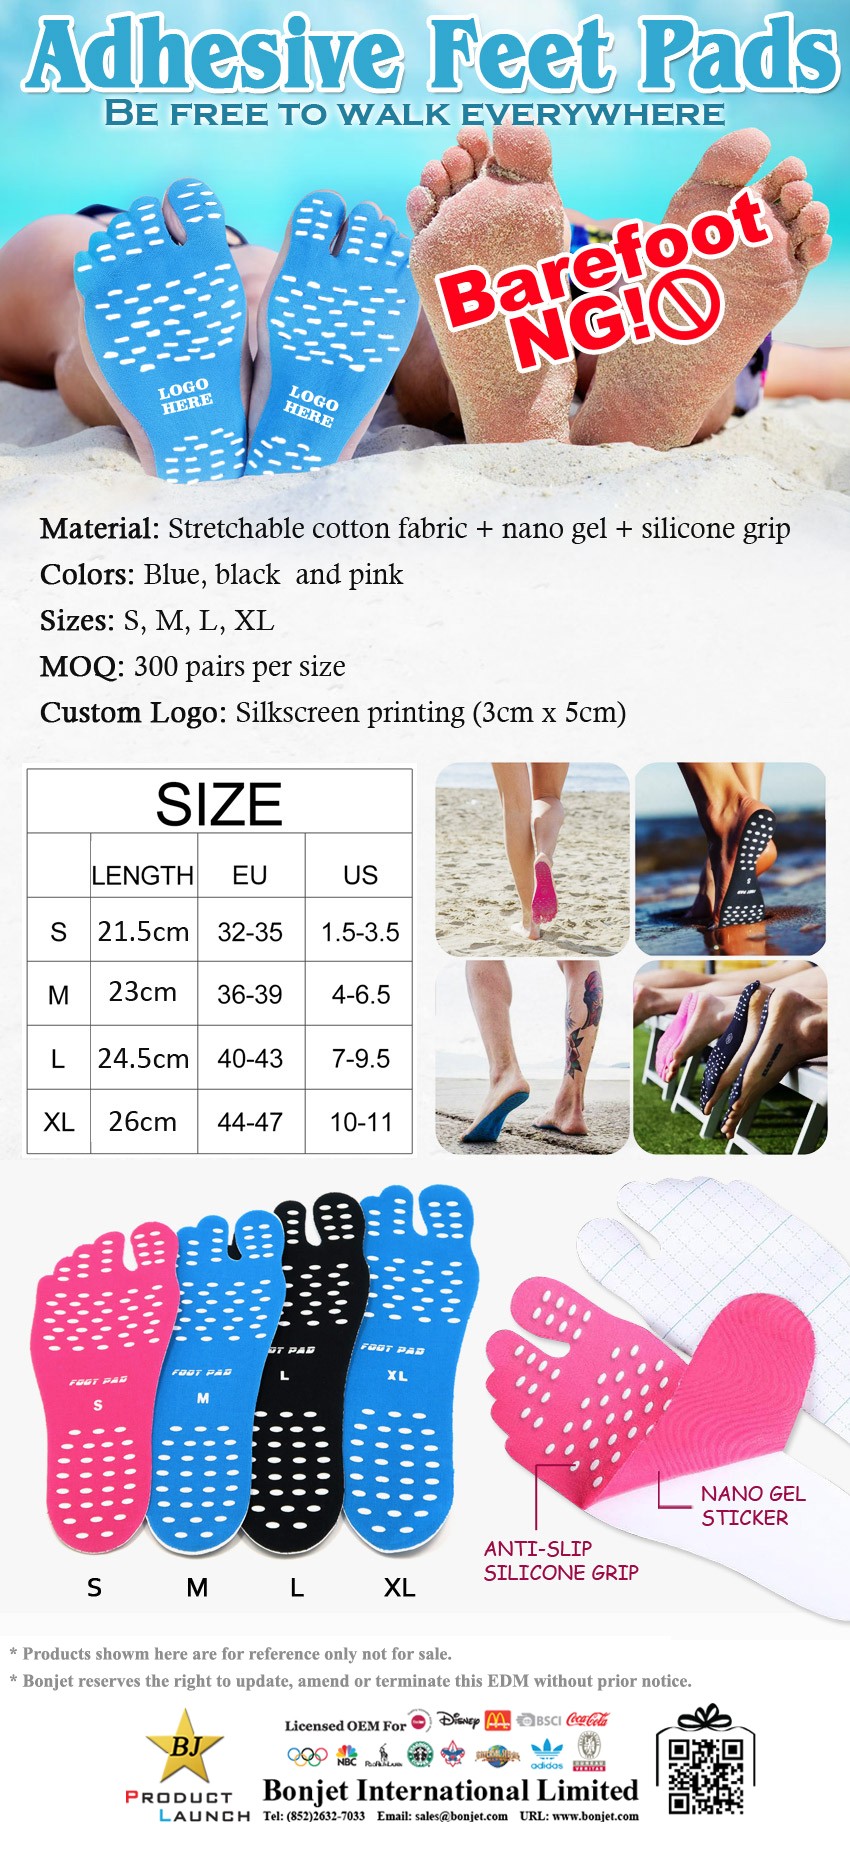 Adhesive Feet Pads
BE FREE TO WALK EVERYWHERE
LOGO
HERE
LOGO
HERE
Barefoot
NG!
Material: Stretchable cotton fabric + nano gel + silicone grip
Colors: Blue, black and pink
Sizes: S, M, L, XL
MOQ: 300 pairs per size
Custom Logo: Silkscreen printing (3cm x 5cm)
SIZE
LENGTH EU US
S 21.5cm 32-35 1.5-3.5
M 23cm 36-39 4-6.5
L 24.5cm 40-43 7-9.5
XL 26cm 44-47 10-11
FOOT PAD
S
FOOT PAD
M
OT PAD
L
FOOT PAD
XL
S M L XL
NANO GEL
STICKER
ANTI-SLIP
SILICONE GRIP
* Products showm here are for reference only not for sale.
* Bonjet reserves the right to update, amend or terminate this EDM without prior notice.
BJ
PRODUCT
LAUNCH
Licensed OEM For
Disney
BSCI
Coca-Cola
NBC
adidas
Bonjet International Limited
Tel: (852)2632-7033 Email: sales@bonjet.com URL: www.bonjet.com